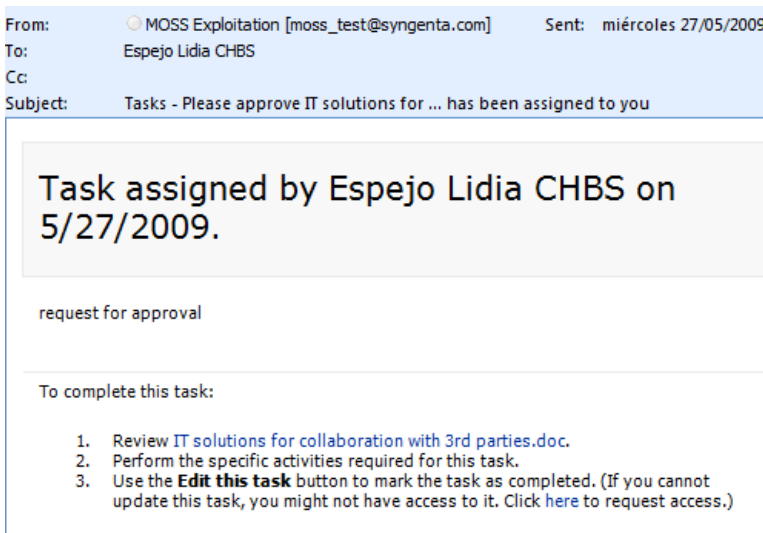 From: MOSS Exploitation [moss_test@syngenta.com] Sent: miércoles 27/05/2009
To: Espejo Lidia CHBS
Cc:
Subject: Tasks - Please approve IT solutions for ... has been assigned to you
Task assigned by Espejo Lidia CHBS on
5/27/2009.
request for approval
To complete this task:
1. Review IT solutions for collaboration with 3rd parties.doc.
2. Perform the specific activities required for this task.
3. Use the Edit this task button to mark the task as completed. (If you cannot
update this task, you might not have access to it. Click here to request access.)